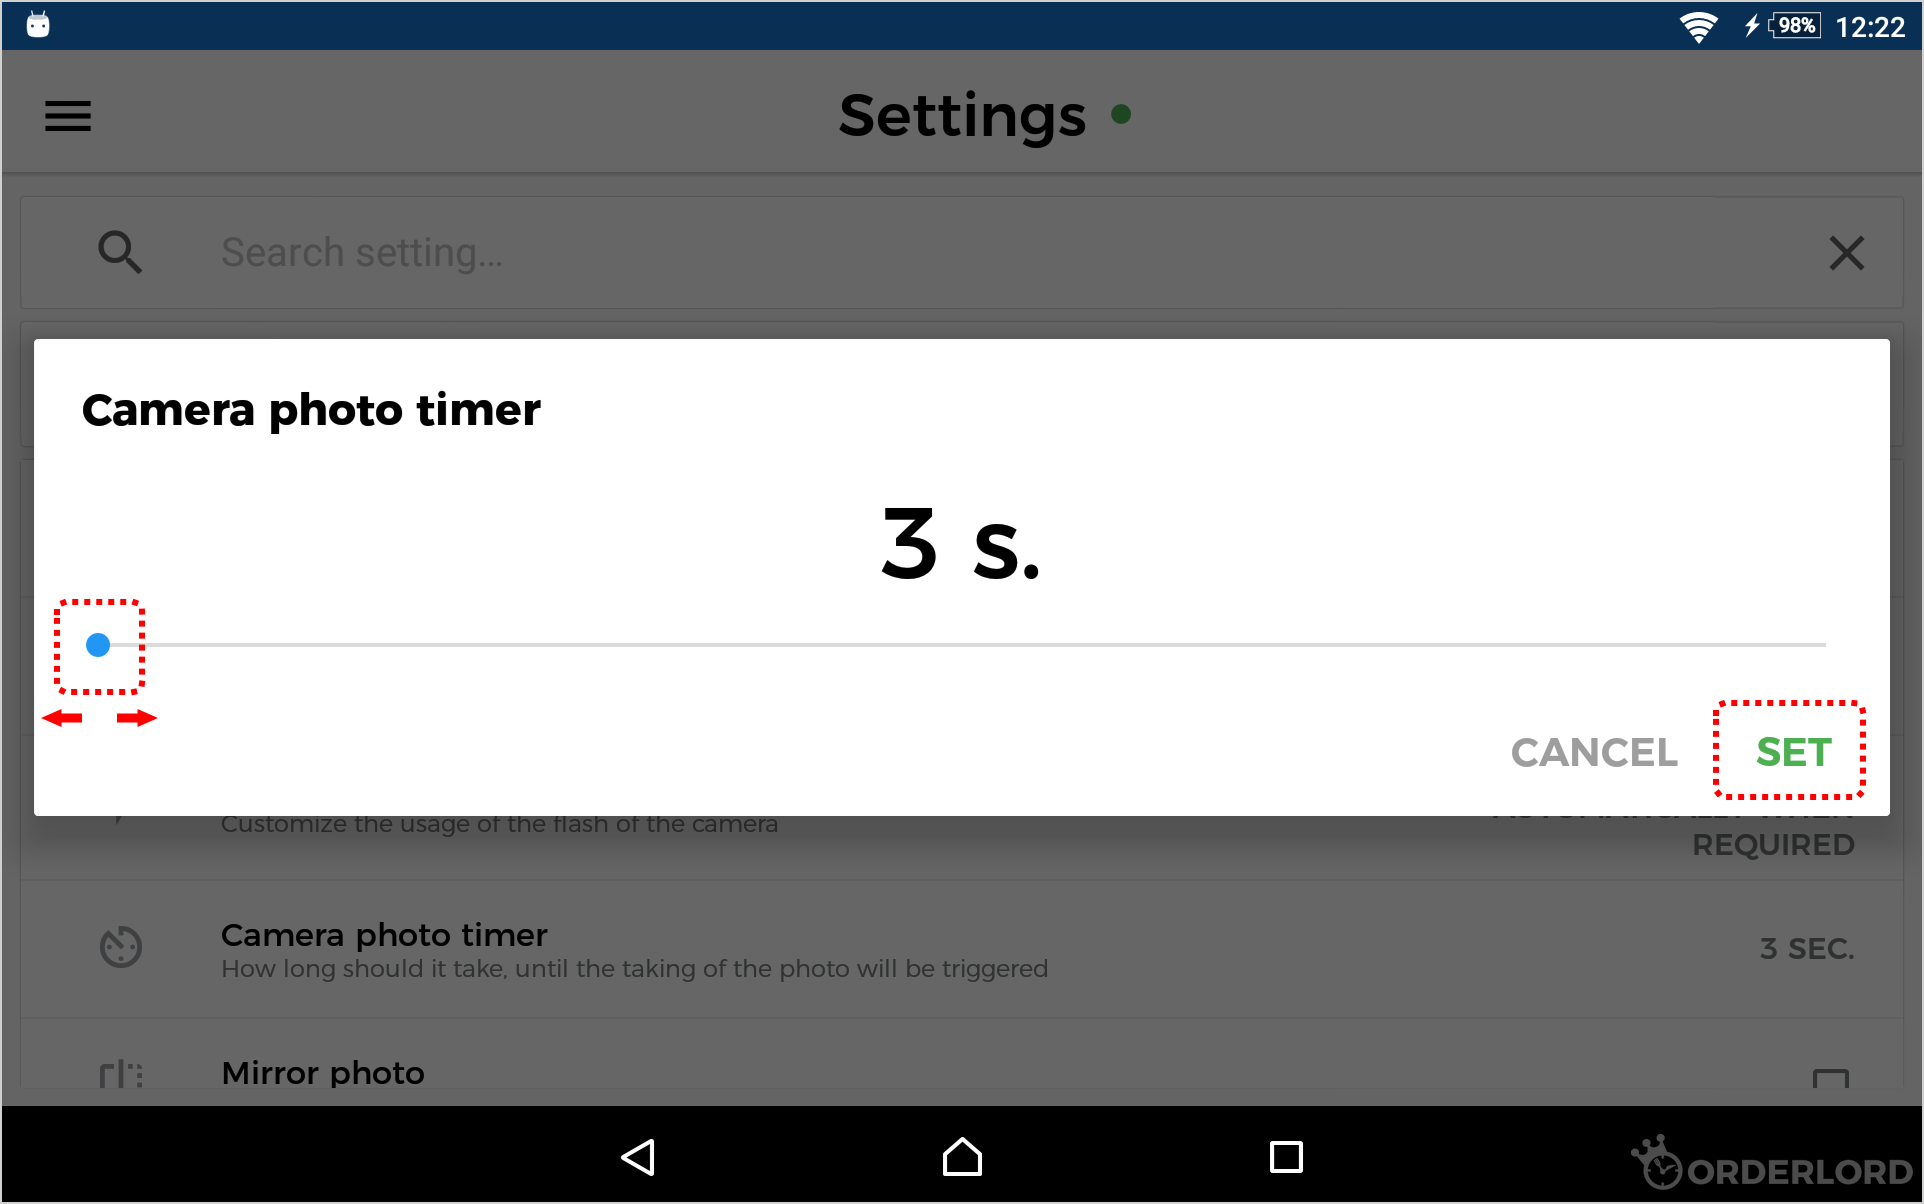 98% 12:22
Settings
Search setting...
Camera photo timer
3 s.
CANCEL SET
Customize the usage of the flash of the camera
REQUIRED
Camera photo timer
How long should it take, until the taking of the photo will be triggered
3 SEC.
Mirror photo
ORDERLORD